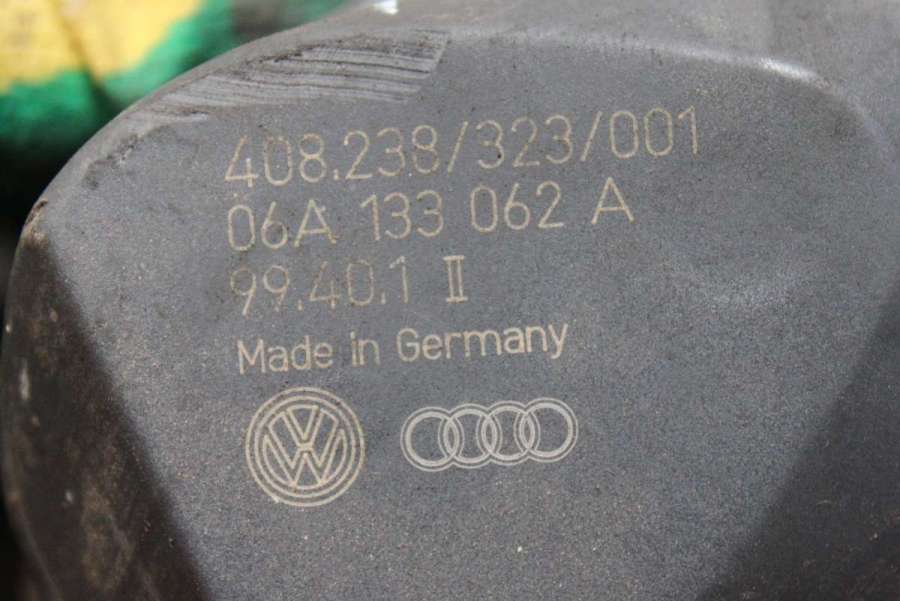 408.238/323/001
06A 133 062 A
99.40.1 II
Made in Germany